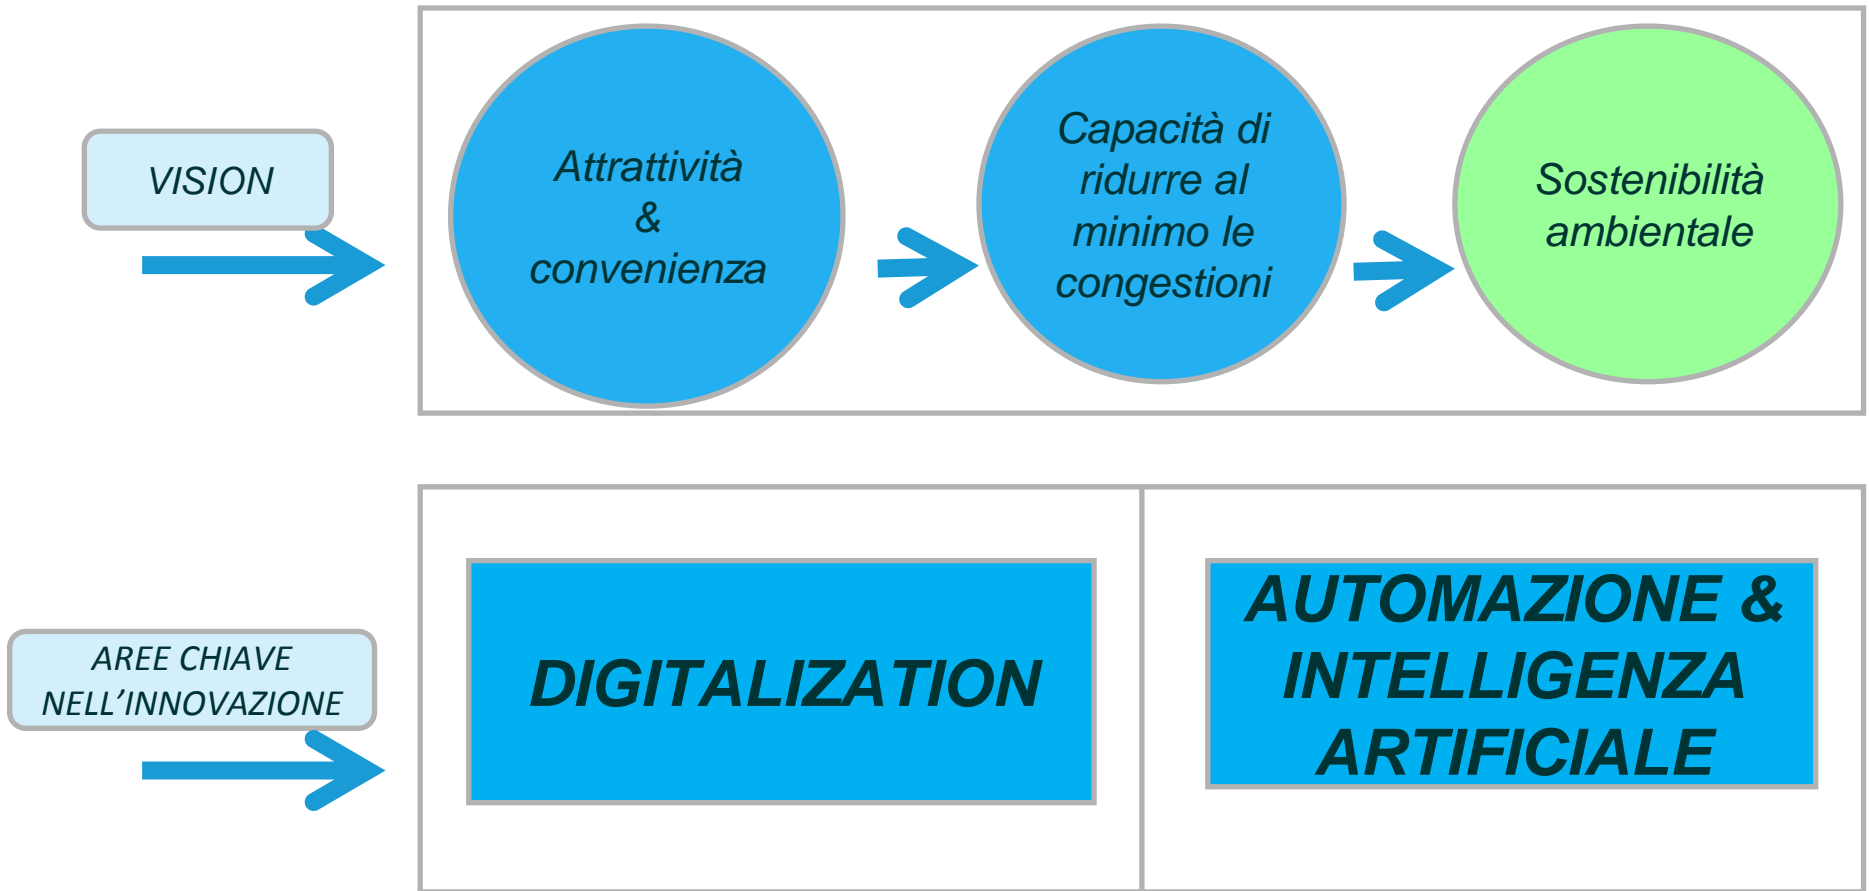 VISION
Attrattività
&
convenienza
Capacità di
ridurre al
minimo le
congestioni
Sostenibilità
ambientale
AREE CHIAVE
NELL’INNOVAZIONE
DIGITALIZATION
AUTOMAZIONE &
INTELLIGENZA
ARTIFICIALE